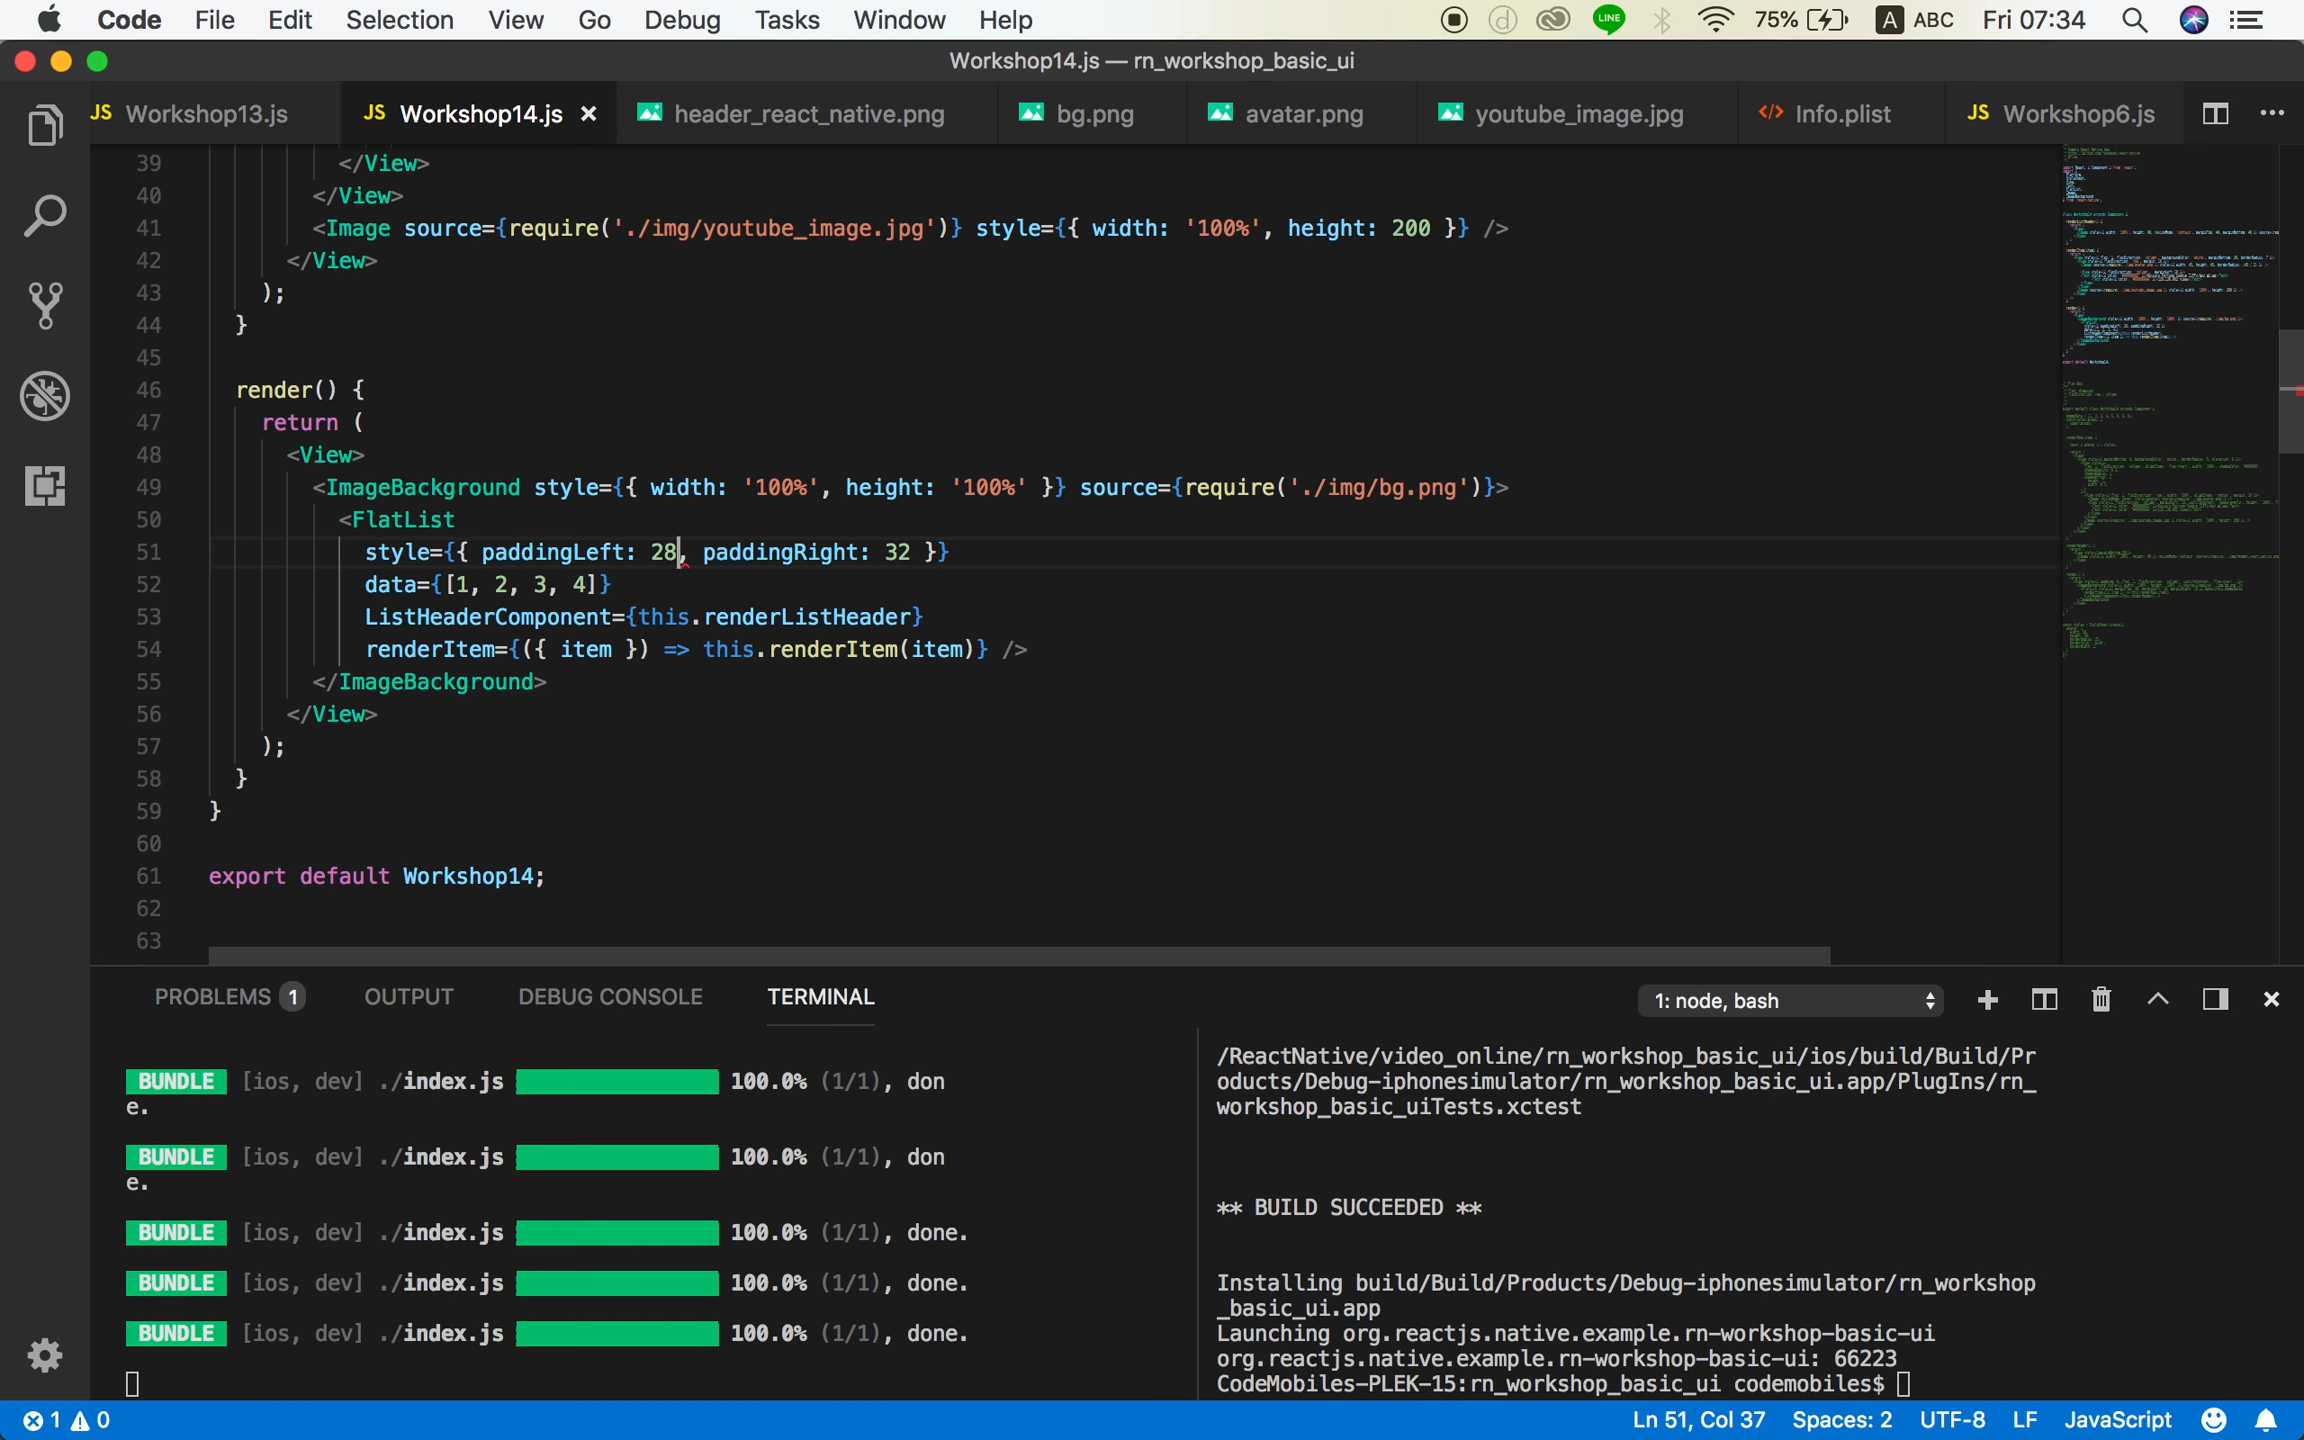 Code File Edit Selection View Go Debug Tasks Window Help
LINE 75% A ABC Fri 07:34
Workshop14.js — rn_workshop_basic_ui
JS Workshop13.js JS Workshop14.js × header_react_native.png bg.png avatar.png youtube_image.jpg </> Info.plist JS Workshop6.js
39 </View>
40 </View>
41 <Image source={require('./img/youtube_image.jpg')} style={{ width: '100%', height: 200 }} />
42 </View>
43 );
44 }
45
46 render() {
47 return (
48 <View>
49 <ImageBackground style={{ width: '100%', height: '100%' }} source={require('./img/bg.png')}>
50 <FlatList
51 style={{ paddingLeft: 28, paddingRight: 32 }}
52 data={[1, 2, 3, 4]}
53 ListHeaderComponent={this.renderListHeader}
54 renderItem={({ item }) => this.renderItem(item)} />
55 </ImageBackground>
56 </View>
57 );
58 }
59 }
60
61 export default Workshop14;
62
63
PROBLEMS 1 OUTPUT DEBUG CONSOLE TERMINAL
1: node, bash
BUNDLE [ios, dev] ./index.js 100.0% (1/1), don
e.
BUNDLE [ios, dev] ./index.js 100.0% (1/1), don
e.
BUNDLE [ios, dev] ./index.js 100.0% (1/1), done.
BUNDLE [ios, dev] ./index.js 100.0% (1/1), done.
BUNDLE [ios, dev] ./index.js 100.0% (1/1), done.
/ReactNative/video_online/rn_workshop_basic_ui/ios/build/Build/Pr
oducts/Debug-iphonesimulator/rn_workshop_basic_ui.app/PlugIns/rn_
workshop_basic_uiTests.xctest
** BUILD SUCCEEDED **
Installing build/Build/Products/Debug-iphonesimulator/rn_workshop
_basic_ui.app
Launching org.reactjs.native.example.rn-workshop-basic-ui
org.reactjs.native.example.rn-workshop-basic-ui: 66223
CodeMobiles-PLEK-15:rn_workshop_basic_ui codemobiles$
1 0 Ln 51, Col 37 Spaces: 2 UTF-8 LF JavaScript